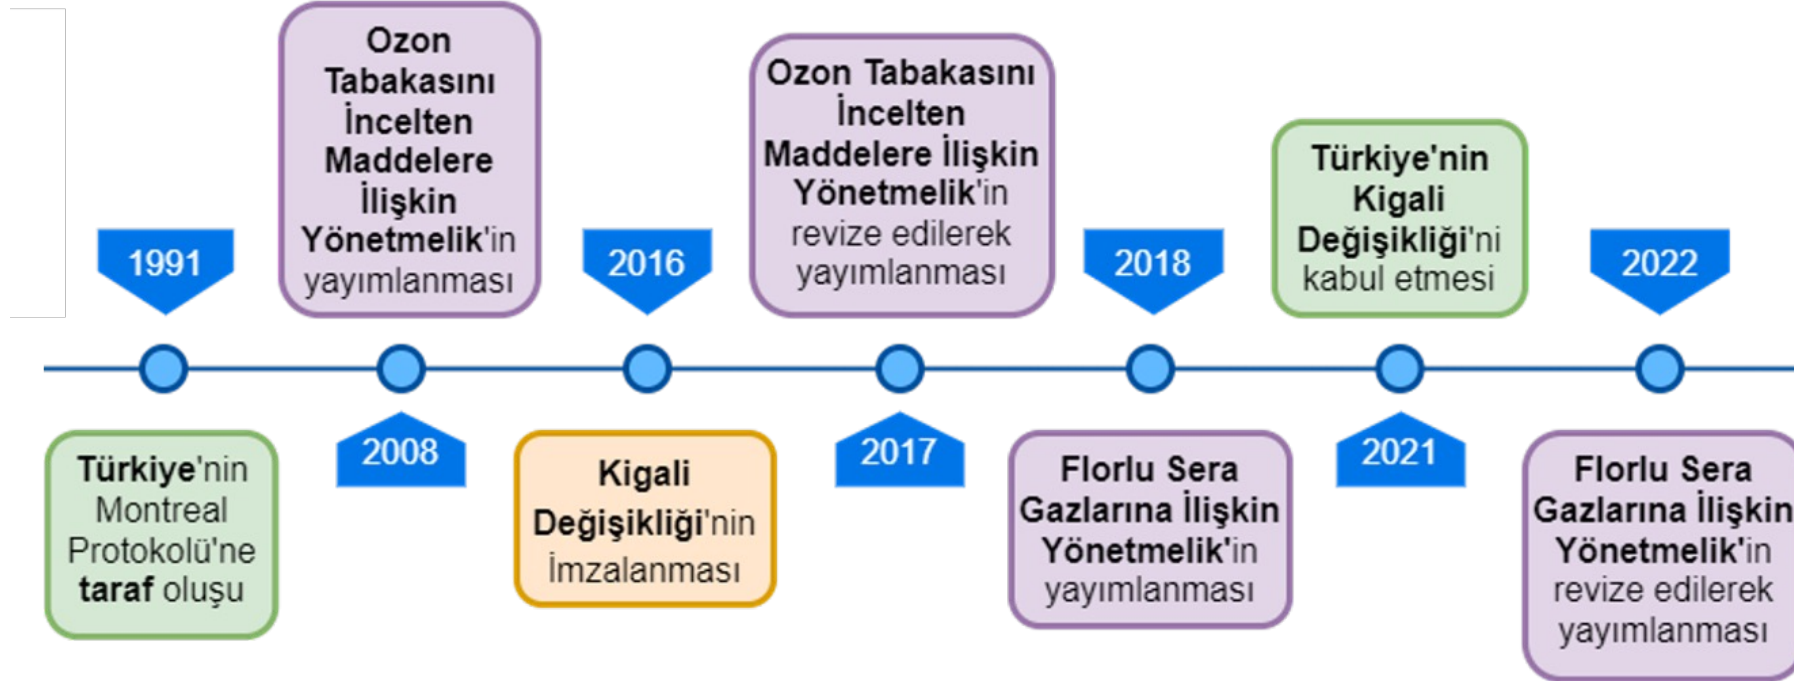 1991
Türkiye'nin
Montreal
Protokolü'ne
taraf oluşu
Ozon
Tabakasını
İncelten
Maddelere
İlişkin
Yönetmelik'in
yayımlanması
2008
2016
Kigali
Değişikliği'nin
İmzalanması
Ozon Tabakasını
İncelten
Maddelere İlişkin
Yönetmelik'in
revize edilerek
yayımlanması
2017
2018
Florlu Sera
Gazlarına İlişkin
Yönetmelik'in
yayımlanması
Türkiye'nin
Kigali
Değişikliği'ni
kabul etmesi
2021
2022
Florlu Sera
Gazlarına İlişkin
Yönetmelik'in
revize edilerek
yayımlanması